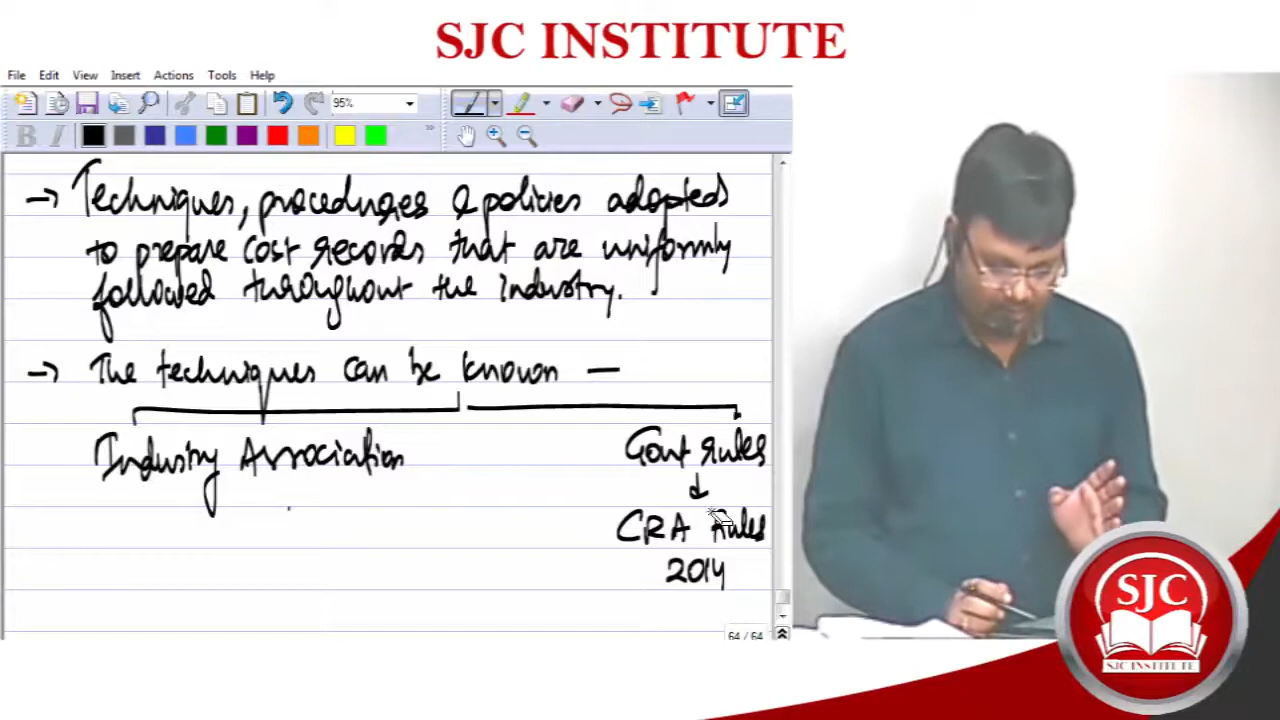 SJC INSTITUTE
File Edit View Insert Actions Tools Help
95%
B I
→ Techniques, procedures & policies adopted
to prepare cost records that are uniformly
followed throughout the industry.
→ The techniques can be known —
Industry Association
Govt rules
↓
CRA Rules
2014
64 / 64
SJC
SJC INSTITUTE